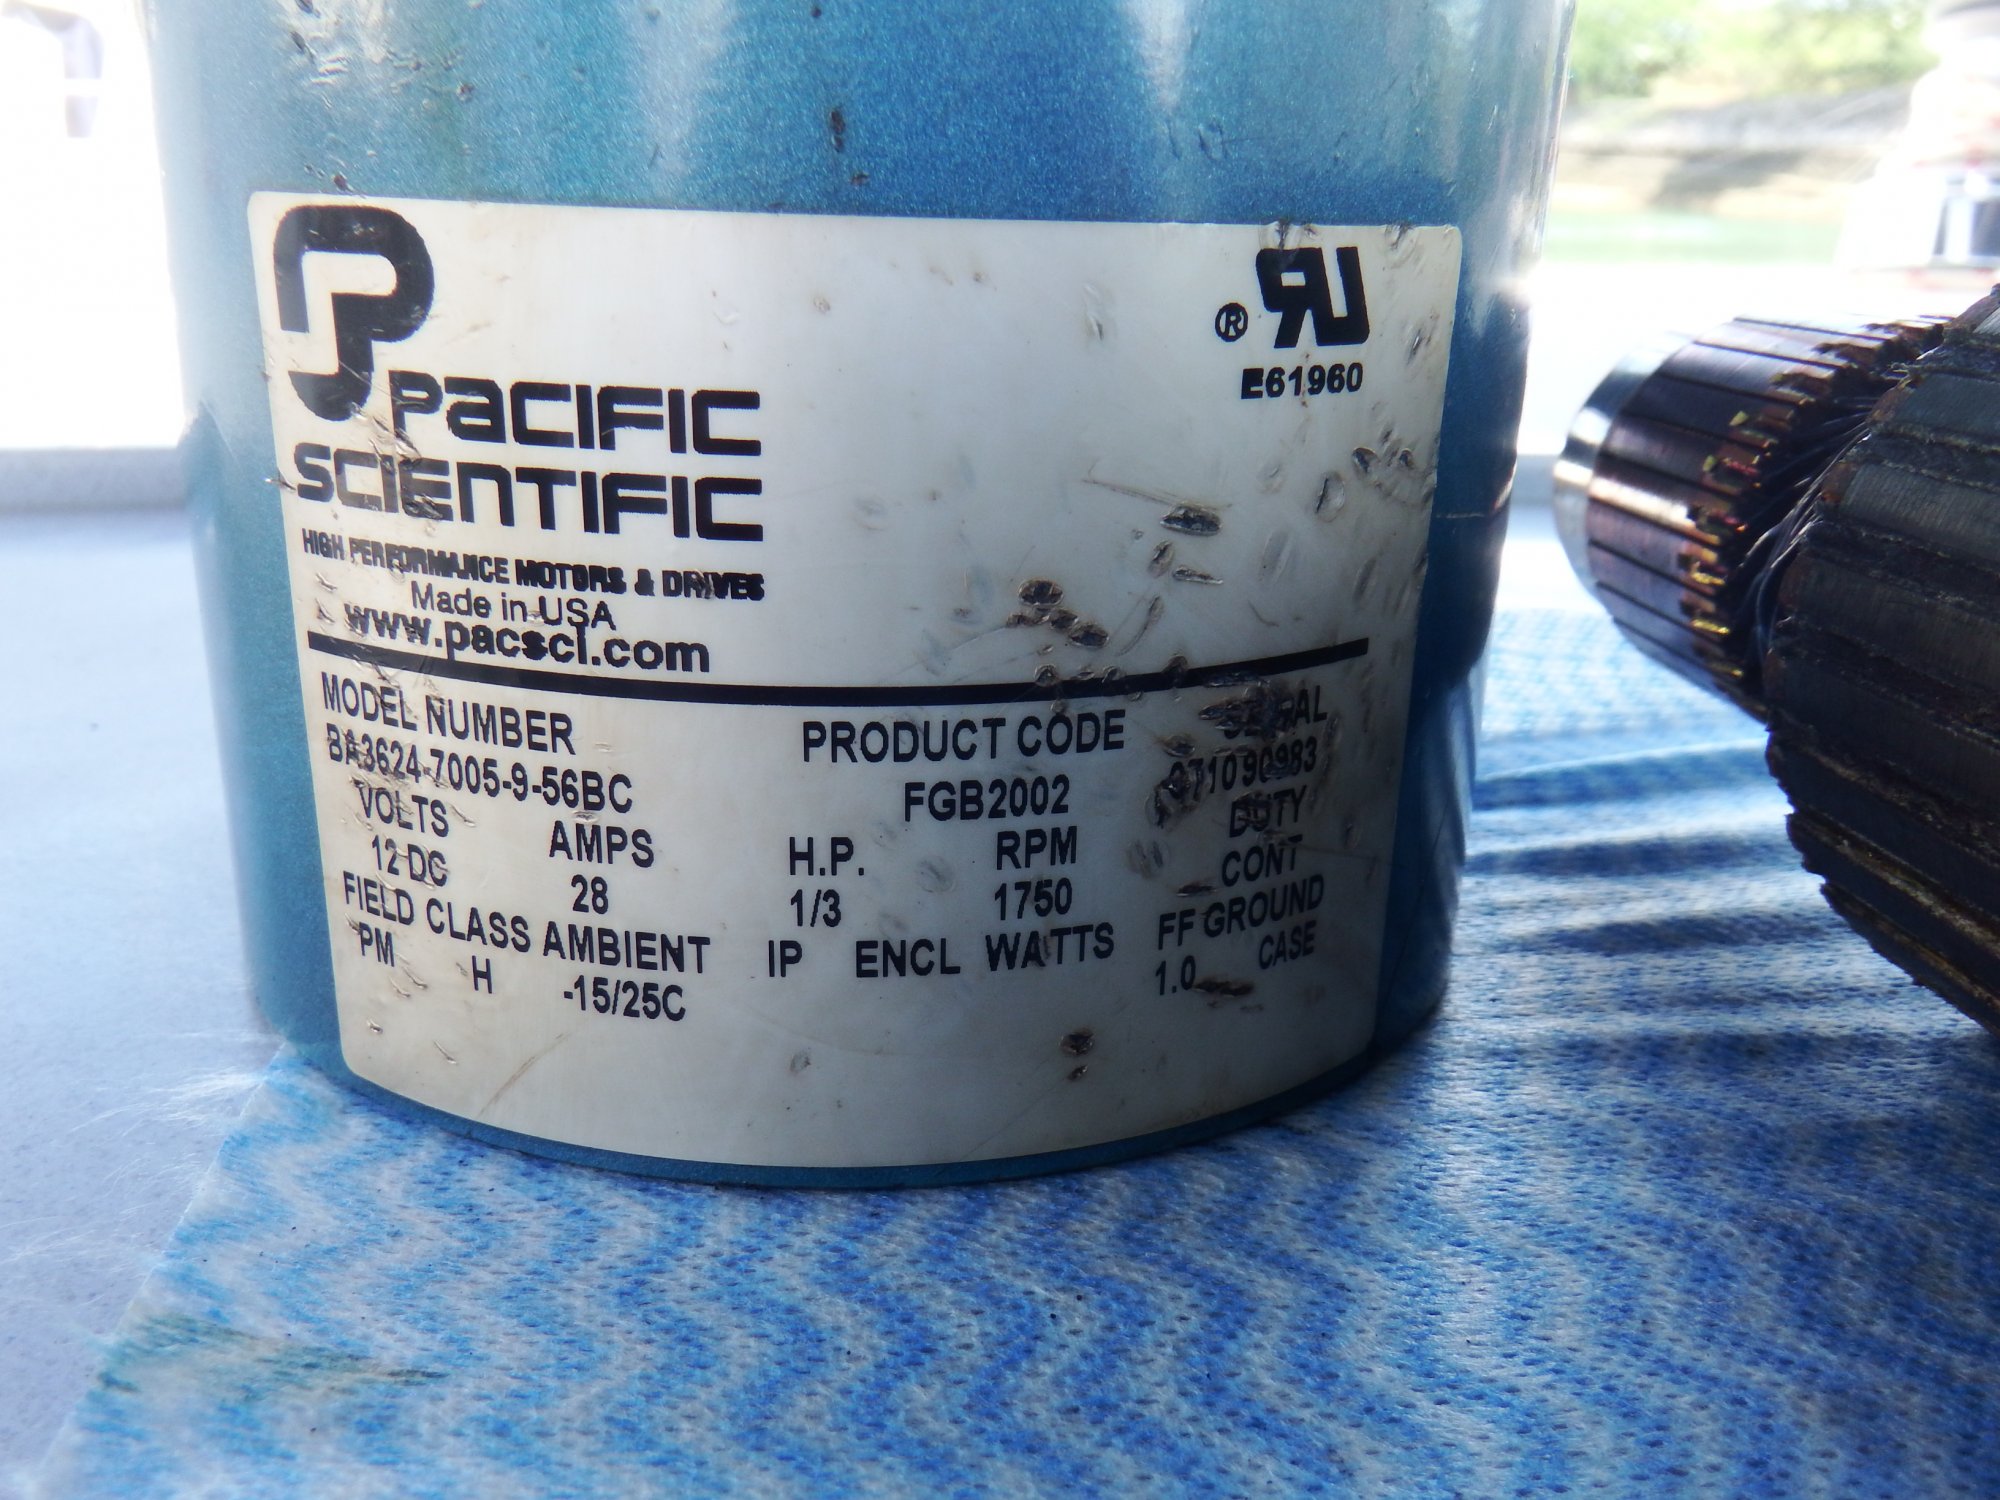 PACIFIC
SCIENTIFIC
HIGH PERFORMANCE MOTORS & DRIVES
Made in USA
www.pacsci.com
®
E61960
MODEL NUMBER PRODUCT CODE SERIAL
BA3624-7005-9-56BC FGB2002
VOLTS AMPS H.P. RPM DUTY
12 DC 28 1/3 1750 CONT
FIELD CLASS AMBIENT IP ENCL WATTS FF GROUND
PM H -15/25C 1.0 CASE